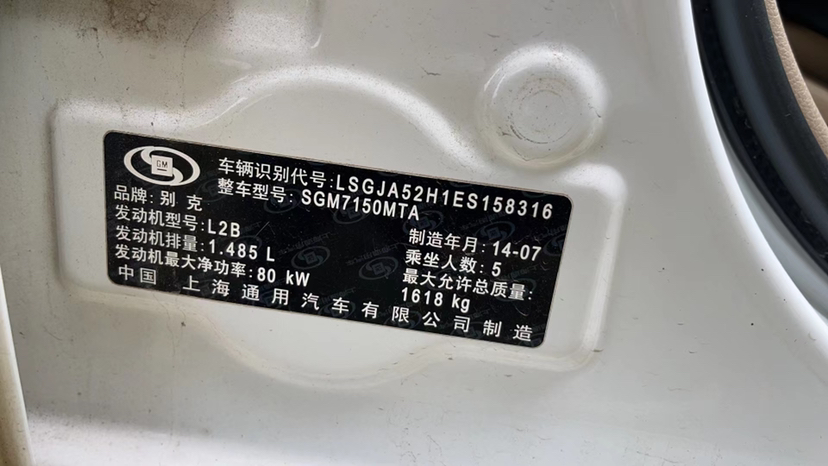 GM
车辆识别代号:LSGJA52H1ES158316
整车型号: SGM7150MTA
品牌: 别 克
发动机型号: L2B
制造年月: 14-07
发动机排量: 1.485 L
乘坐人数: 5
发动机最大净功率: 80 kW
最大允许总质量:
1618 kg
中国 上海通用汽车有限公司制造